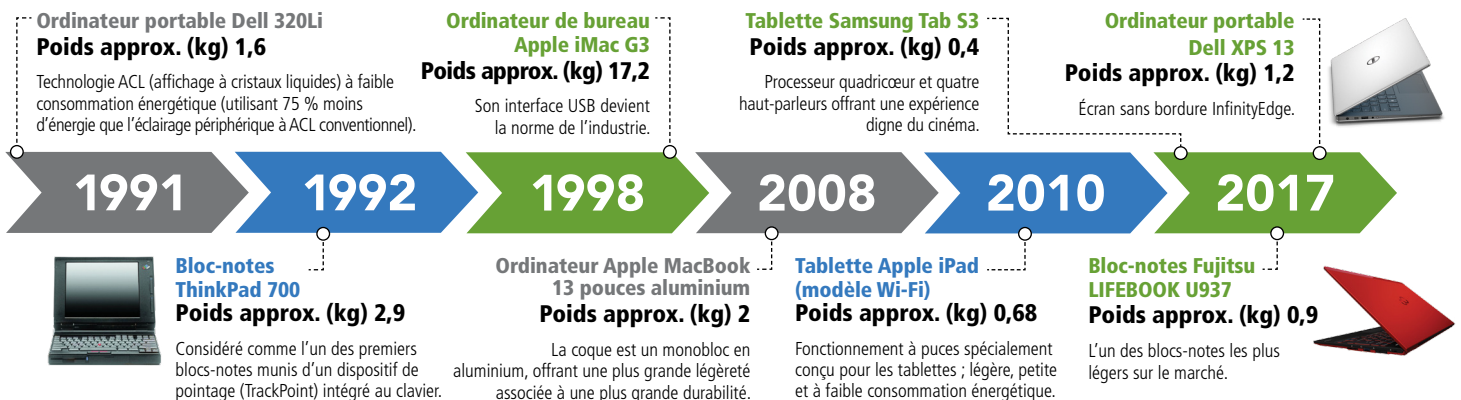 Ordinateur portable Dell 320Li
Poids approx. (kg) 1,6
Technologie ACL (affichage à cristaux liquides) à faible
consommation énergétique (utilisant 75 % moins
d’énergie que l’éclairage périphérique à ACL conventionnel).
Ordinateur de bureau
Apple iMac G3
Poids approx. (kg) 17,2
Son interface USB devient
la norme de l’industrie.
Tablette Samsung Tab S3
Poids approx. (kg) 0,4
Processeur quadricœur et quatre
haut-parleurs offrant une expérience
digne du cinéma.
Ordinateur portable
Dell XPS 13
Poids approx. (kg) 1,2
Écran sans bordure InfinityEdge.
1991
1992
1998
2008
2010
2017
Bloc-notes
ThinkPad 700
Poids approx. (kg) 2,9
Considéré comme l’un des premiers
blocs-notes munis d’un dispositif de
pointage (TrackPoint) intégré au clavier.
Ordinateur Apple MacBook
13 pouces aluminium
Poids approx. (kg) 2
La coque est un monobloc en
aluminium, offrant une plus grande légèreté
associée à une plus grande durabilité.
Tablette Apple iPad
(modèle Wi-Fi)
Poids approx. (kg) 0,68
Fonctionnement à puces spécialement
conçu pour les tablettes ; légère, petite
et à faible consommation énergétique.
Bloc-notes Fujitsu
LIFEBOOK U937
Poids approx. (kg) 0,9
L’un des blocs-notes les plus
légers sur le marché.